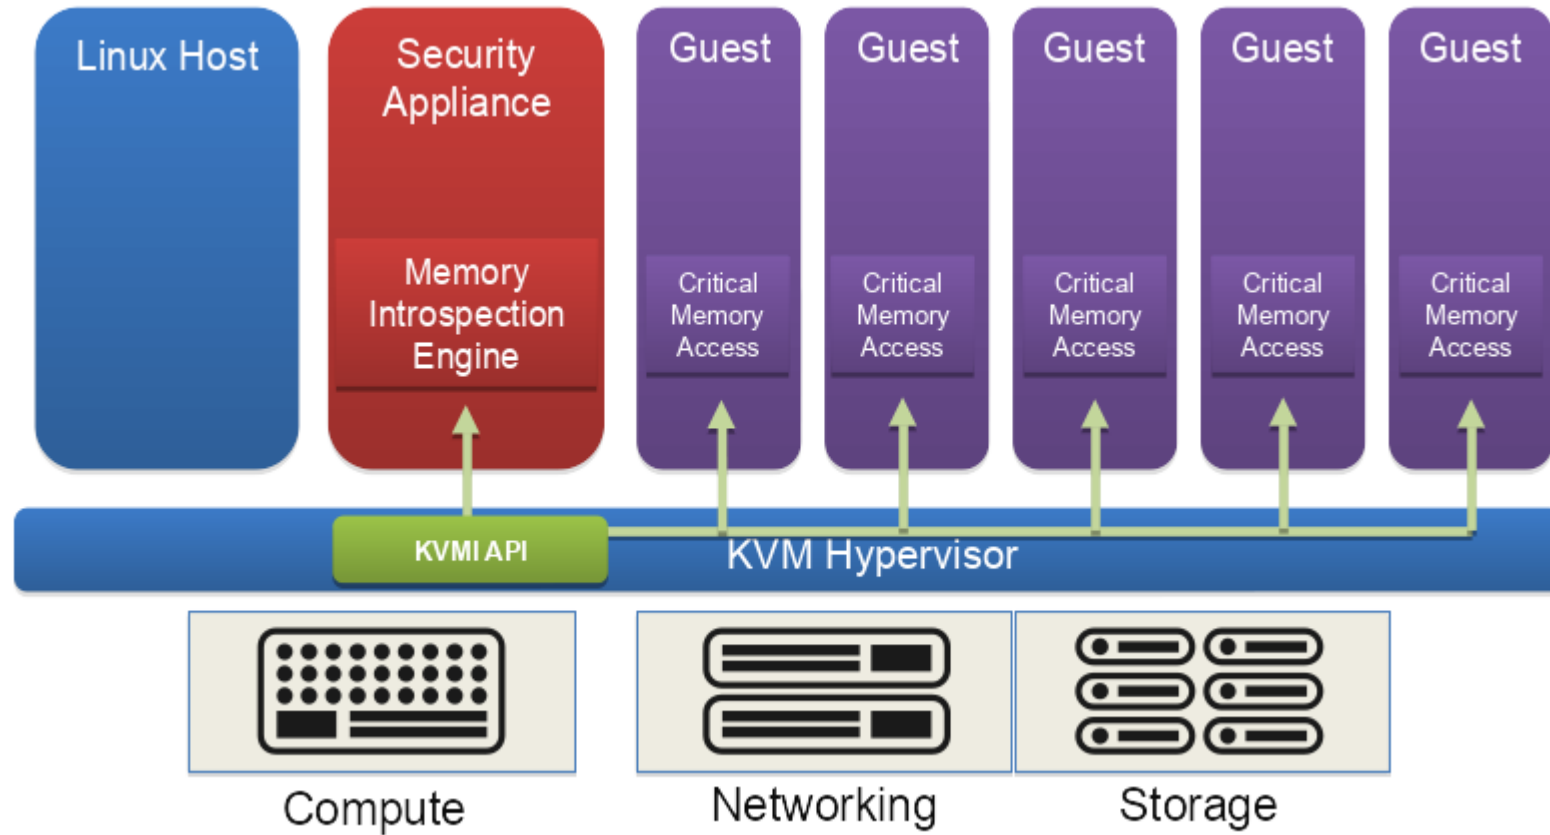 Linux Host
Security
Appliance
Memory
Introspection
Engine
Guest
Critical
Memory
Access
Guest
Critical
Memory
Access
Guest
Critical
Memory
Access
Guest
Critical
Memory
Access
Guest
Critical
Memory
Access
KVMI API
KVM Hypervisor
Compute
Networking
Storage